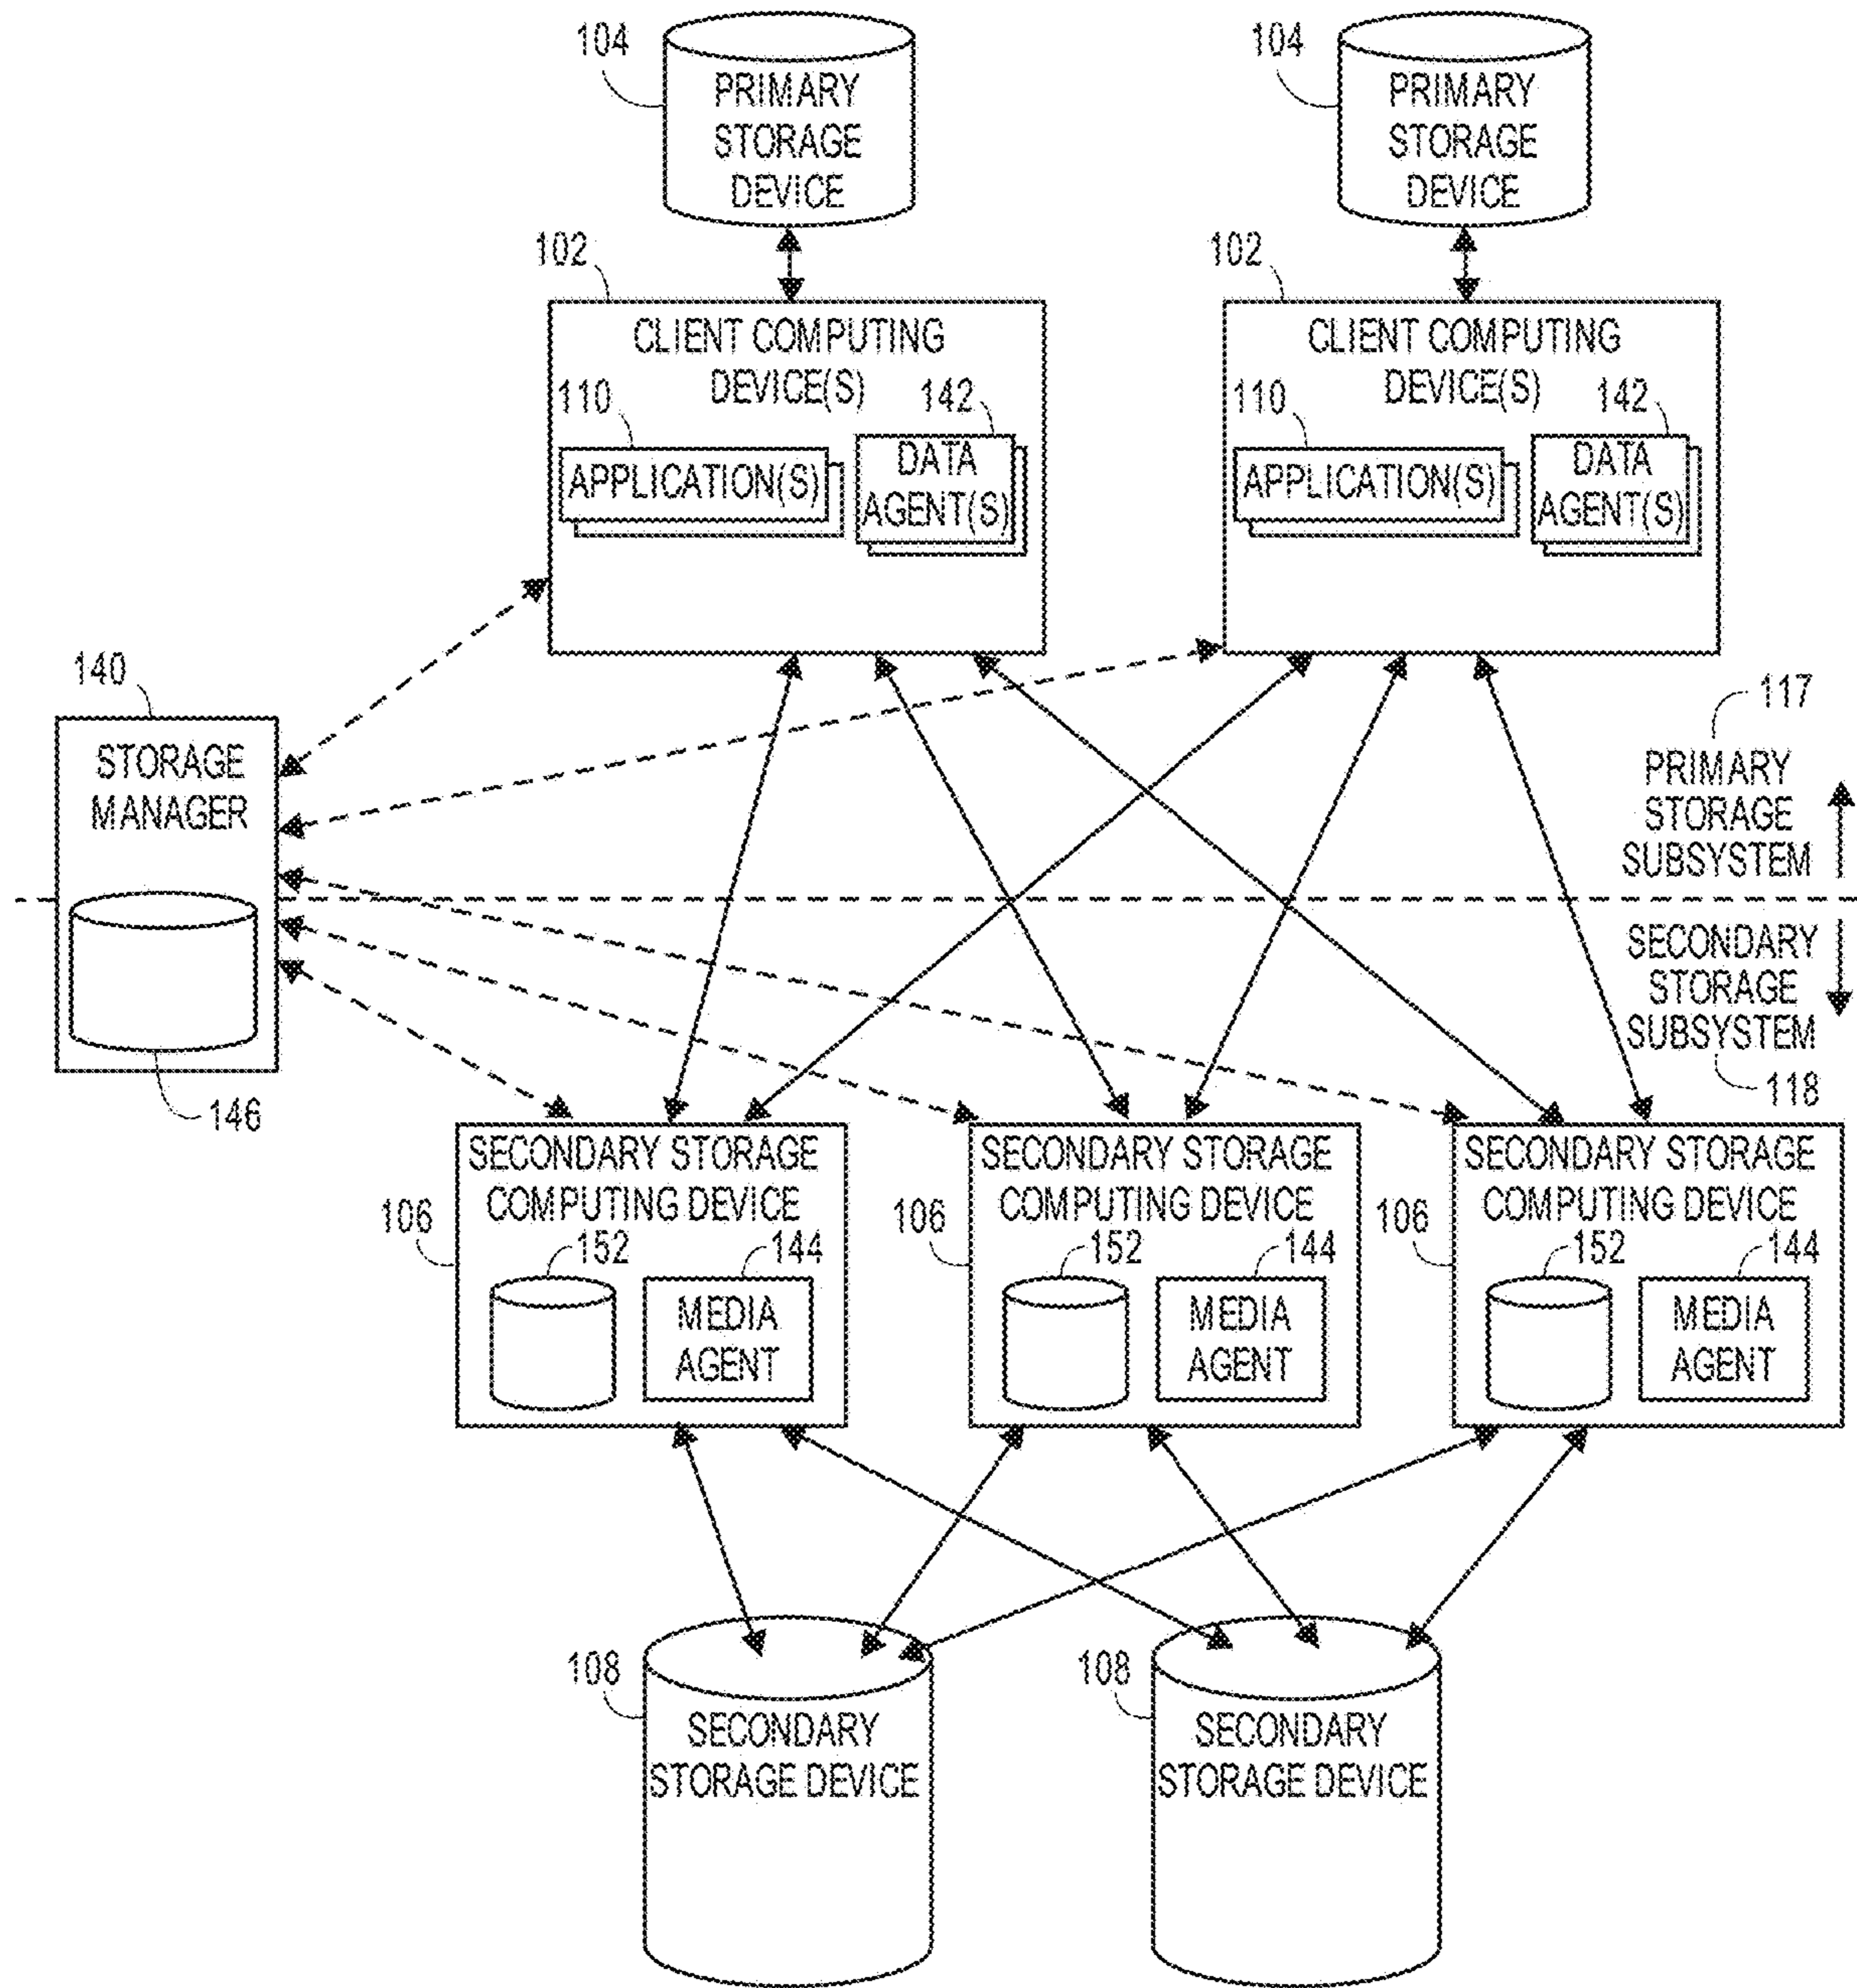 104
PRIMARY
STORAGE
DEVICE
104
PRIMARY
STORAGE
DEVICE
102
CLIENT COMPUTING
DEVICE(S)
110
142
APPLICATION(S)
DATA
AGENT(S)
102
CLIENT COMPUTING
DEVICE(S)
110
142
APPLICATION(S)
DATA
AGENT(S)
140
STORAGE
MANAGER
146
117
PRIMARY
STORAGE
SUBSYSTEM
SECONDARY
STORAGE
SUBSYSTEM
118
106
SECONDARY STORAGE
COMPUTING DEVICE
152
144
MEDIA
AGENT
106
SECONDARY STORAGE
COMPUTING DEVICE
152
144
MEDIA
AGENT
106
SECONDARY STORAGE
COMPUTING DEVICE
152
144
MEDIA
AGENT
108
SECONDARY
STORAGE DEVICE
108
SECONDARY
STORAGE DEVICE